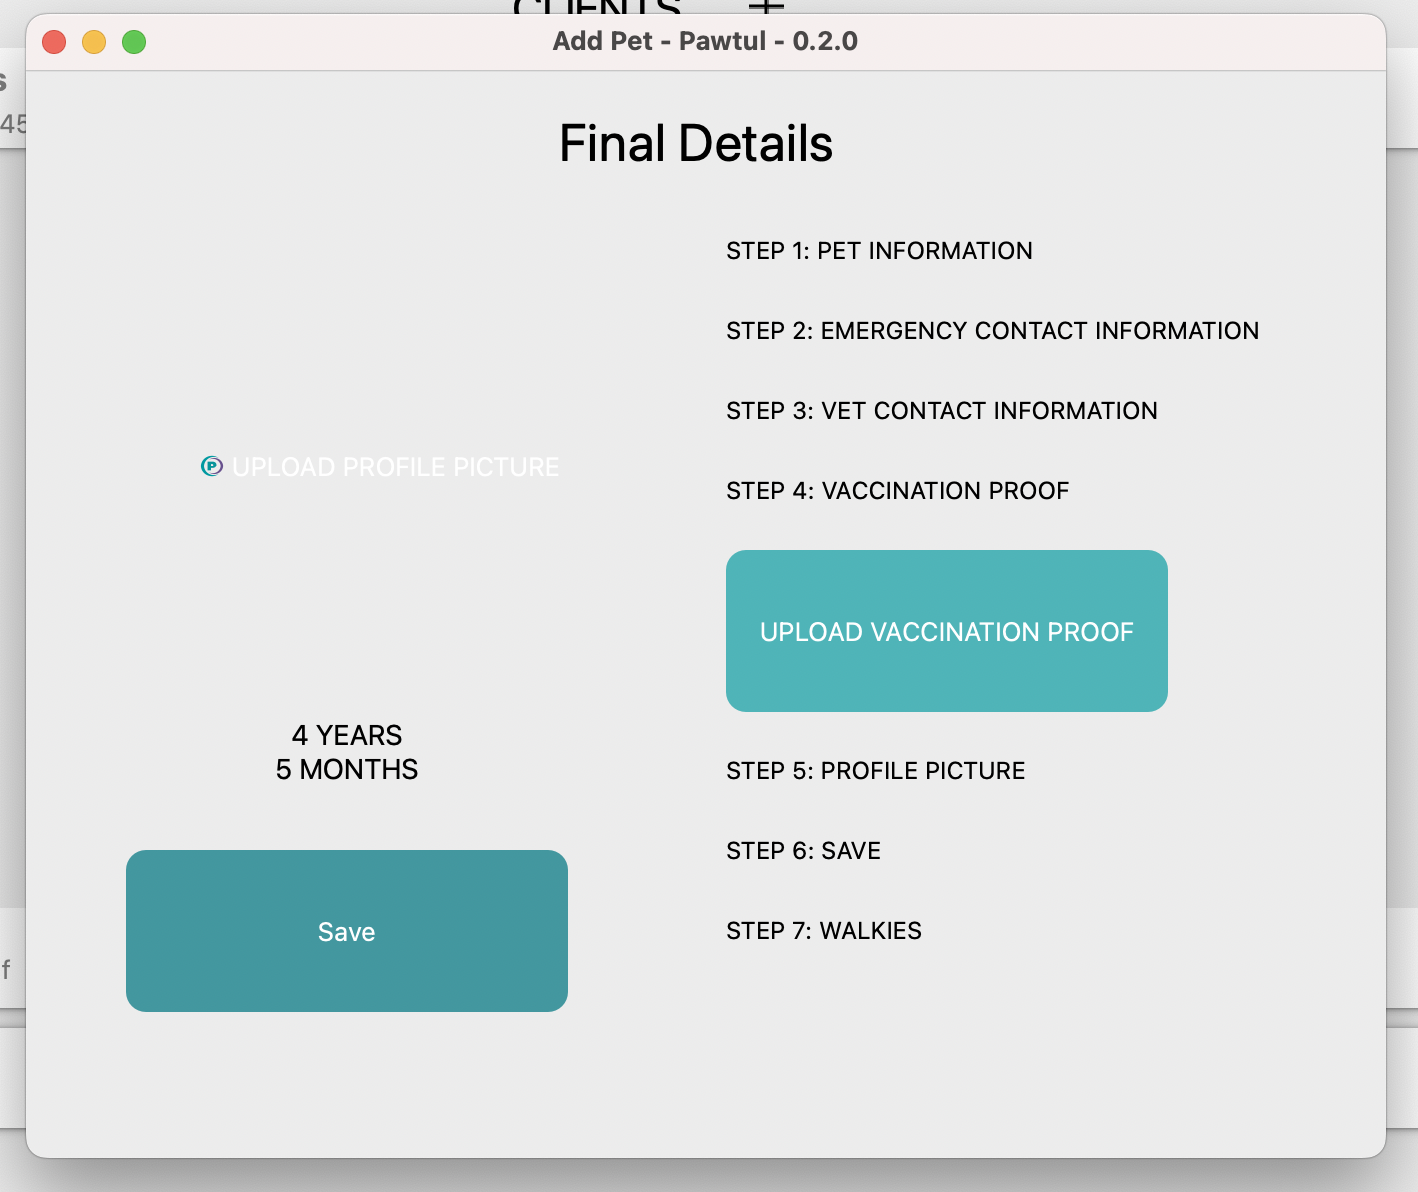 CLIENTS +
Add Pet - Pawtul - 0.2.0
s
45
Final Details
STEP 1: PET INFORMATION
STEP 2: EMERGENCY CONTACT INFORMATION
STEP 3: VET CONTACT INFORMATION
P UPLOAD PROFILE PICTURE
STEP 4: VACCINATION PROOF
UPLOAD VACCINATION PROOF
4 YEARS
5 MONTHS
STEP 5: PROFILE PICTURE
STEP 6: SAVE
Save
STEP 7: WALKIES
f